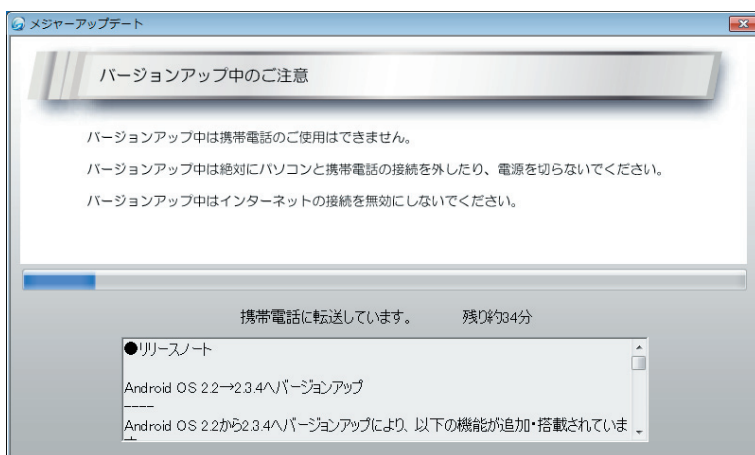 メジャーアップデート
バージョンアップ中のご注意
バージョンアップ中は携帯電話のご使用はできません。
バージョンアップ中は絶対にパソコンと携帯電話の接続を外したり、電源を切らないでください。
バージョンアップ中はインターネットの接続を無効にしないでください。
携帯電話に転送しています。 残り約34分
●リリースノート
Android OS 2.2→2.3.4へバージョンアップ
----
Android OS 2.2から2.3.4へバージョンアップにより、以下の機能が追加・搭載されていま